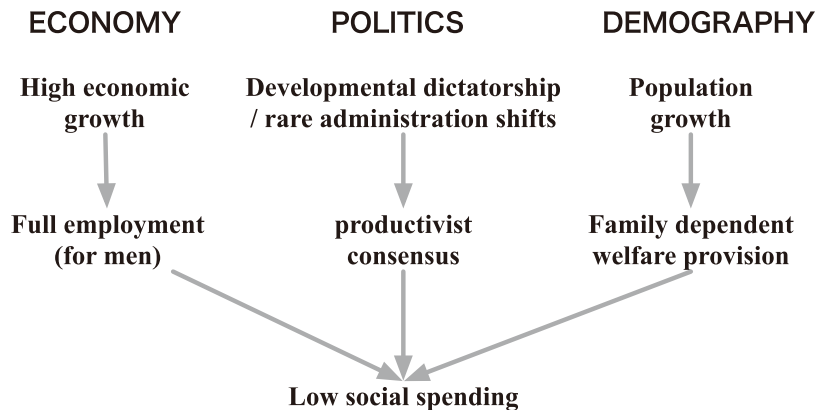 ECONOMY
POLITICS
DEMOGRAPHY
High economic
growth
Developmental dictatorship
/ rare administration shifts
Population
growth
Full employment
(for men)
productivist
consensus
Family dependent
welfare provision
Low social spending